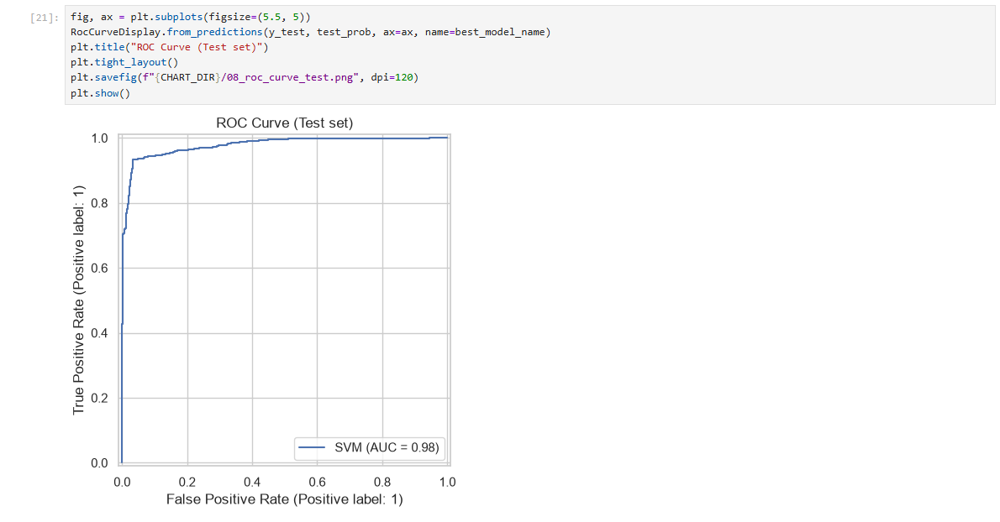 [21]:
fig, ax = plt.subplots(figsize=(5.5, 5))
RocCurveDisplay.from_predictions(y_test, test_prob, ax=ax, name=best_model_name)
plt.title("ROC Curve (Test set)")
plt.tight_layout()
plt.savefig(f"{CHART_DIR}/08_roc_curve_test.png", dpi=120)
plt.show()
ROC Curve (Test set)
1.0
0.8
0.6
0.4
0.2
0.0
True Positive Rate (Positive label: 1)
SVM (AUC = 0.98)
0.0 0.2 0.4 0.6 0.8 1.0
False Positive Rate (Positive label: 1)